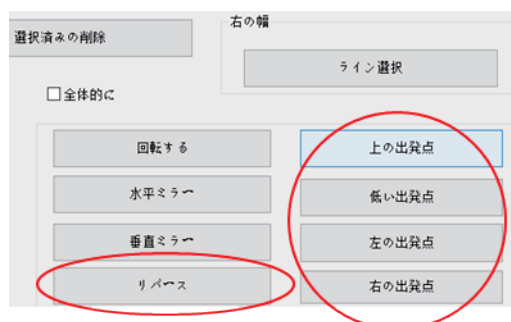 右の幅
選択済みの削除
ライン選択
全体的に
回転する
上の出発点
水平ミラー
低い出発点
垂直ミラー
左の出発点
リバース
右の出発点